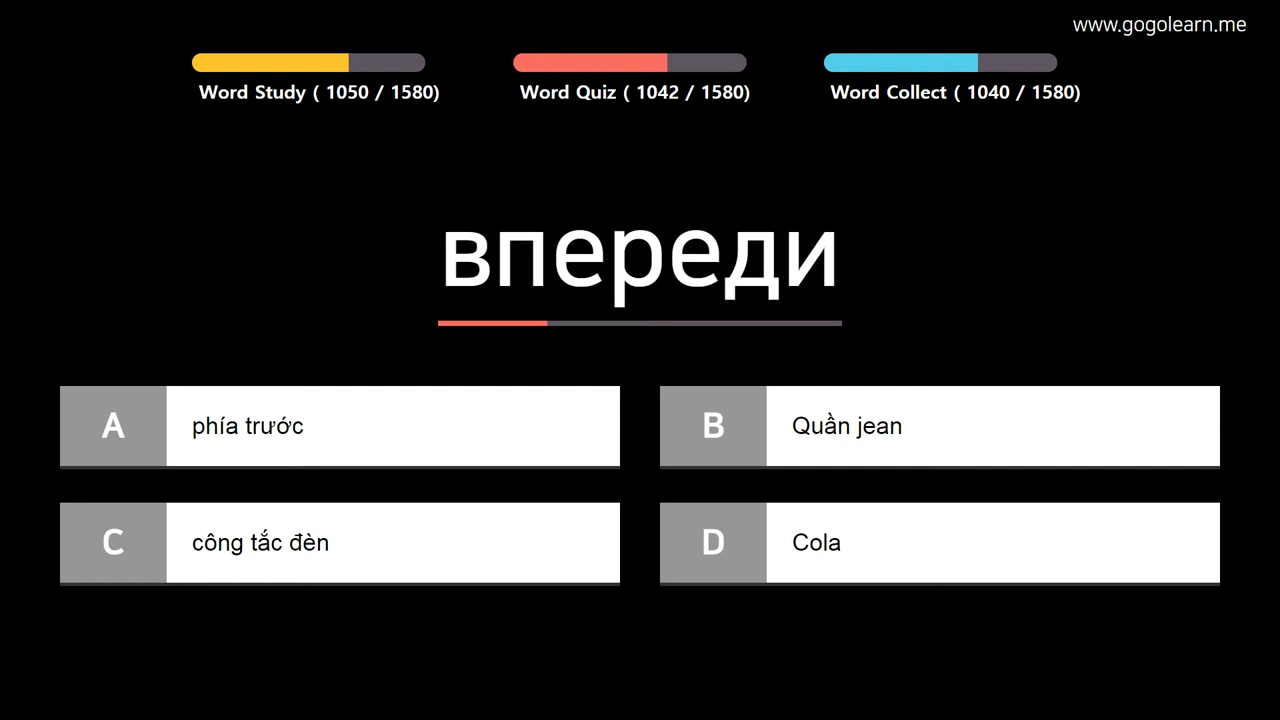 www.gogolearn.me
Word Study ( 1050 / 1580)
Word Quiz ( 1042 / 1580)
Word Collect ( 1040 / 1580)
впереди
A phía trước
B Quần jean
C công tắc đèn
D Cola